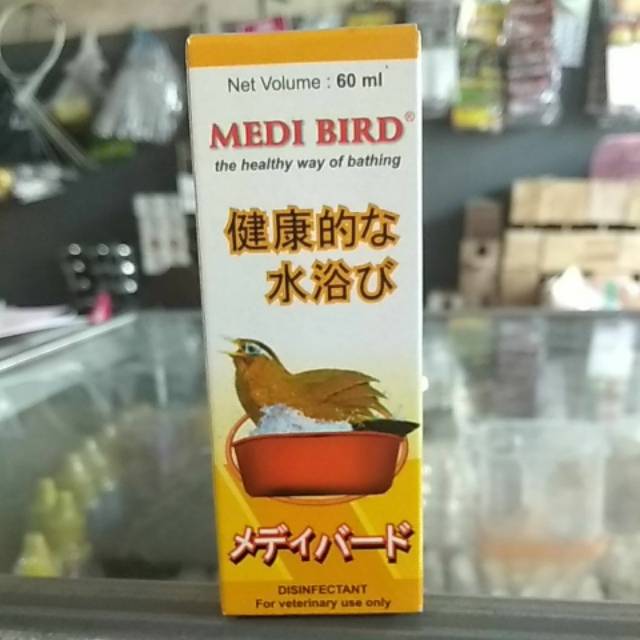 Net Volume : 60 ml
MEDI BIRD®
the healthy way of bathing
健康的な
水浴び
メディバード
DISINFECTANT
For veterinary use only